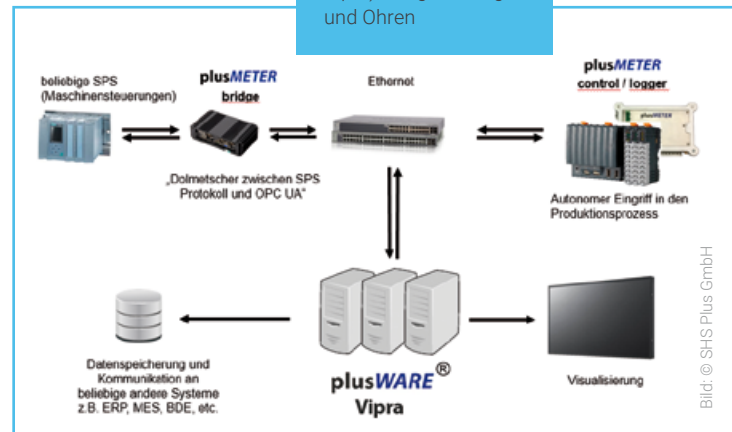 und Ohren
beliebige SPS
(Maschinensteuerungen)
plusMETER
bridge
Ethernet
plusMETER
control / logger
plusMETER
„Dolmetscher zwischen SPS
Protokoll und OPC UA"
Autonomer Eingriff in den
Produktionsprozess
Datenspeicherung und
Kommunikation an
beliebige andere Systeme
z.B. ERP, MES, BDE, etc.
plusWARE®
Vipra
Visualisierung
Bild: © SHS Plus GmbH